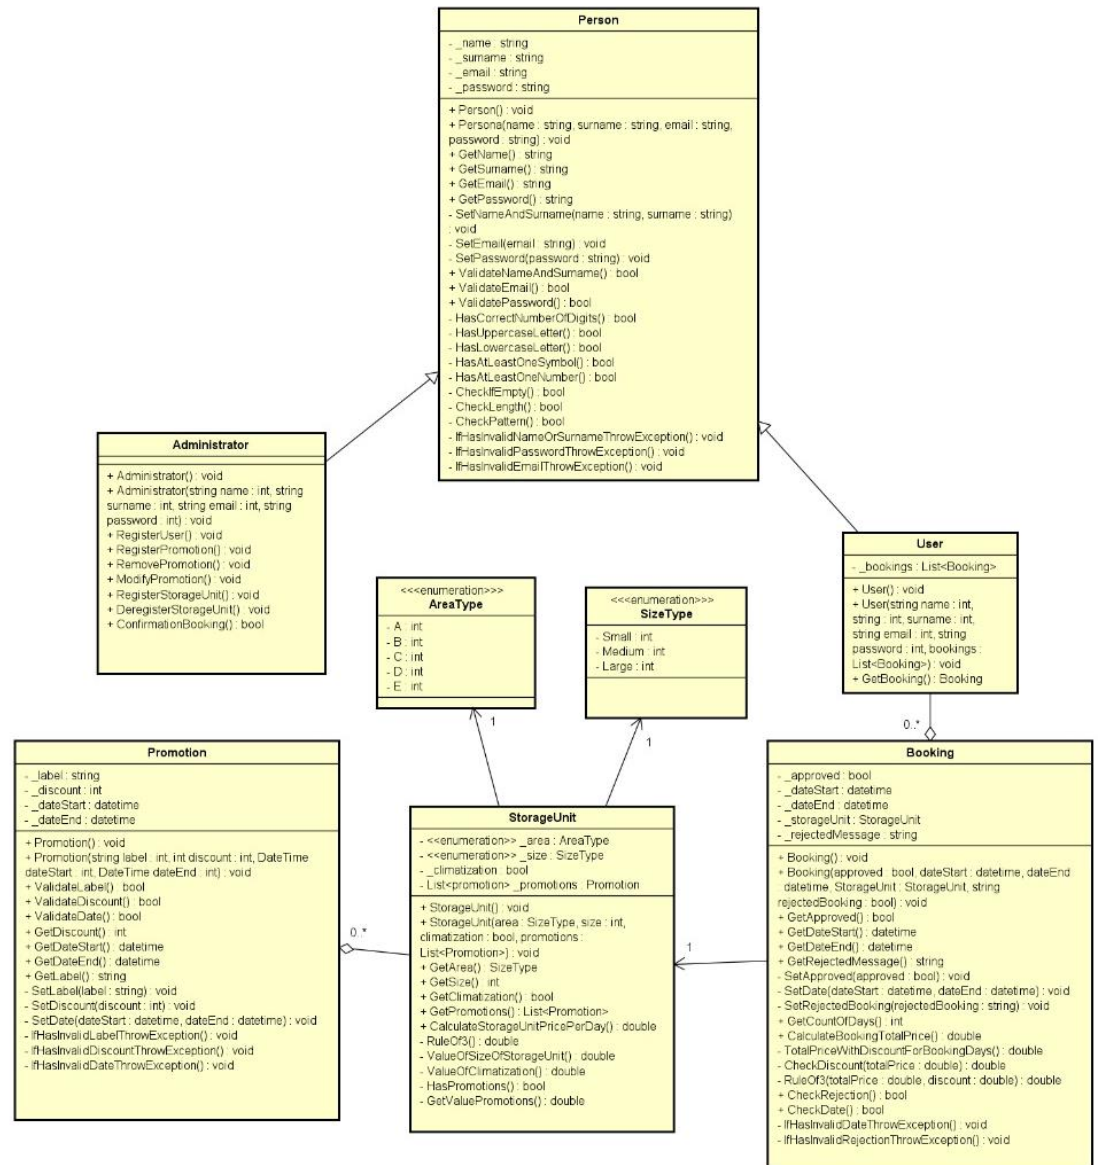 Person
- _name : string
- _surname : string
- _email : string
- _password : string
+ Person() : void
+ Persona(name : string, surname : string, email : string,
password : string) : void
+ GetName() : string
+ GetSurname() : string
+ GetEmail() : string
+ GetPassword() : string
- SetNameAndSurname(name : string, surname : string)
: void
- SetEmail(email : string) : void
- SetPassword(password : string) : void
+ ValidateNameAndSurname() : bool
+ ValidateEmail() : bool
+ ValidatePassword() : bool
- HasCorrectNumberOfDigits() : bool
- HasUppercaseLetter() : bool
- HasLowercaseLetter() : bool
- HasAtLeastOneSymbol() : bool
- HasAtLeastOneNumber() : bool
- CheckIfEmpty() : bool
- CheckLength() : bool
- CheckPattern() : bool
- IfHasInvalidNameOrSurnameThrowException() : void
- IfHasInvalidPasswordThrowException() : void
- IfHasInvalidEmailThrowException() : void
Administrator
+ Administrator() : void
+ Administrator(string name : int, string
surname : int, string email : int, string
password : int) : void
+ RegisterUser() : void
+ RegisterPromotion() : void
+ RemovePromotion() : void
+ ModifyPromotion() : void
+ RegisterStorageUnit() : void
+ DeregisterStorageUnit() : void
+ ConfirmationBooking() : bool
User
- _bookings : List<Booking>
+ User() : void
+ User(string name : int,
string : int, surname : int,
string email : int, string
password : int, bookings :
List<Booking>) : void
+ GetBooking() : Booking
<<<enumeration>>>
AreaType
- A : int
- B : int
- C : int
- D : int
- E : int
<<<enumeration>>>
SizeType
- Small : int
- Medium : int
- Large : int
1
1
0..*
Promotion
- _label : string
- _discount : int
- _dateStart : datetime
- _dateEnd : datetime
+ Promotion() : void
+ Promotion(string label : int, int discount : int, DateTime
dateStart : int, DateTime dateEnd : int) : void
+ ValidateLabel() : bool
+ ValidateDiscount() : bool
+ ValidateDate() : bool
+ GetDiscount() : int
+ GetDateStart() : datetime
+ GetDateEnd() : datetime
+ GetLabel() : string
- SetLabel(label : string) : void
- SetDiscount(discount : int) : void
- SetDate(dateStart : datetime, dateEnd : datetime) : void
- IfHasInvalidLabelThrowException() : void
- IfHasInvalidDiscountThrowException() : void
- IfHasInvalidDateThrowException() : void
0..*
StorageUnit
- <<enumeration>> _area : AreaType
- <<enumeration>> _size : SizeType
- _climatization : bool
- List<promotion> _promotions : Promotion
+ StorageUnit() : void
+ StorageUnit(area : SizeType, size : int,
climatization : bool, promotions :
List<Promotion>) : void
+ GetArea() : SizeType
+ GetSize() : int
+ GetClimatization() : bool
+ GetPromotions() : List<Promotion>
+ CalculateStorageUnitPricePerDay() : double
- RuleOf3() : double
- ValueOfSizeOfStorageUnit() : double
- ValueOfClimatization() : double
- HasPromotions() : bool
- GetValuePromotions() : double
1
Booking
- _approved : bool
- _dateStart : datetime
- _dateEnd : datetime
- _storageUnit : StorageUnit
- _rejectedMessage : string
+ Booking() : void
+ Booking(approved : bool, dateStart : datetime, dateEnd
: datetime, StorageUnit : StorageUnit, string
rejectedBooking : bool) : void
+ GetApproved() : bool
+ GetDateStart() : datetime
+ GetDateEnd() : datetime
+ GetRejectedMessage() : string
- SetApproved(approved : bool) : void
- SetDate(dateStart : datetime, dateEnd : datetime) : void
- SetRejectedBooking(rejectedBooking : string) : void
+ GetCountOfDays() : int
+ CalculateBookingTotalPrice() : double
- TotalPriceWithDiscountForBookingDays() : double
- CheckDiscount(totalPrice : double) : double
- RuleOf3(totalPrice : double, discount : double) : double
+ CheckRejection() : bool
+ CheckDate() : bool
- IfHasInvalidDateThrowException() : void
- IfHasInvalidRejectionThrowException() : void